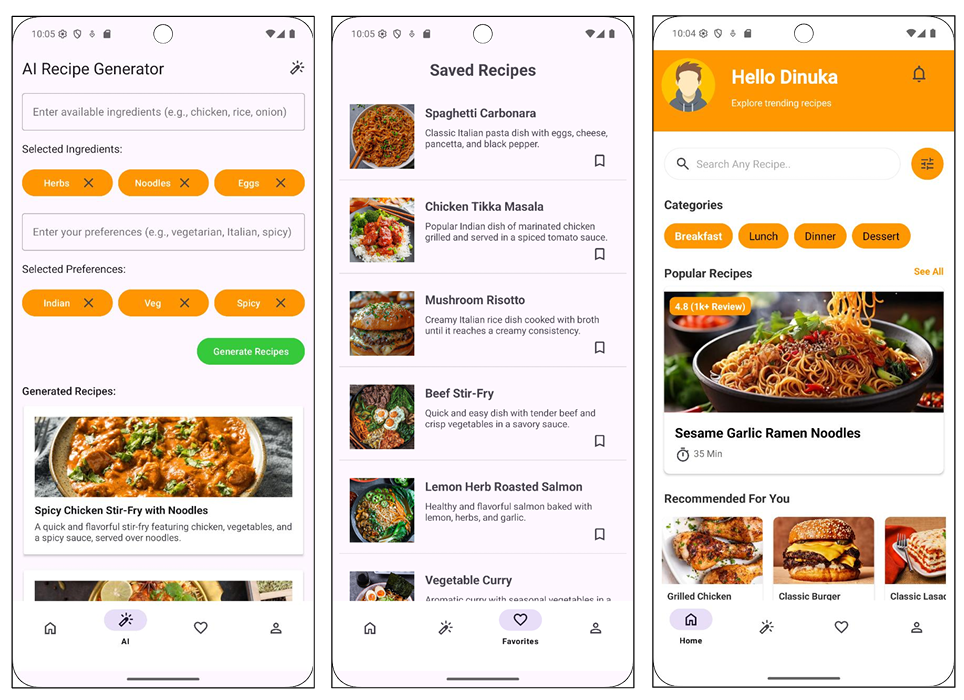 10:05
AI Recipe Generator
Enter available ingredients (e.g., chicken, rice, onion)
Selected Ingredients:
Herbs Noodles Eggs
Enter your preferences (e.g., vegetarian, Italian, spicy)
Selected Preferences:
Indian Veg Spicy
Generate Recipes
Generated Recipes:
Spicy Chicken Stir-Fry with Noodles
A quick and flavorful stir-fry featuring chicken, vegetables, and
a spicy sauce, served over noodles.
AI
10:05
Saved Recipes
Spaghetti Carbonara
Classic Italian pasta dish with eggs, cheese,
pancetta, and black pepper.
Chicken Tikka Masala
Popular Indian dish of marinated chicken
grilled and served in a spiced tomato sauce.
Mushroom Risotto
Creamy Italian rice dish cooked with broth
until it reaches a creamy consistency.
Beef Stir-Fry
Quick and easy dish with tender beef and
crisp vegetables in a savory sauce.
Lemon Herb Roasted Salmon
Healthy and flavorful salmon baked with
lemon, herbs, and garlic.
Vegetable Curry
Aromatic curry with seasonal vegetables in a
Favorites
10:04
Hello Dinuka
Explore trending recipes
Search Any Recipe..
Categories
Breakfast Lunch Dinner Dessert
Popular Recipes See All
4.8 (1k+ Review)
Sesame Garlic Ramen Noodles
35 Min
Recommended For You
Grilled Chicken Classic Burger Classic Lasag
Home